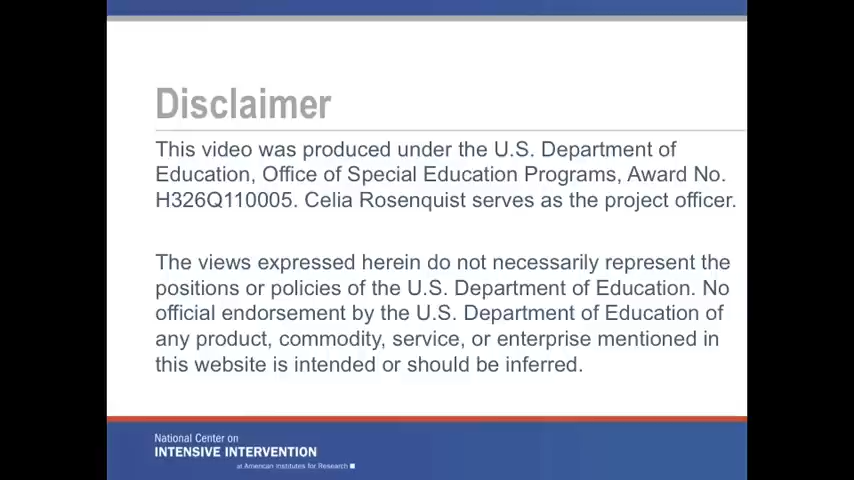 Disclaimer
This video was produced under the U.S. Department of
Education, Office of Special Education Programs, Award No.
H326Q110005. Celia Rosenquist serves as the project officer.
The views expressed herein do not necessarily represent the
positions or policies of the U.S. Department of Education. No
official endorsement by the U.S. Department of Education of
any product, commodity, service, or enterprise mentioned in
this website is intended or should be inferred.
National Center on
INTENSIVE INTERVENTION
at American Institutes for Research